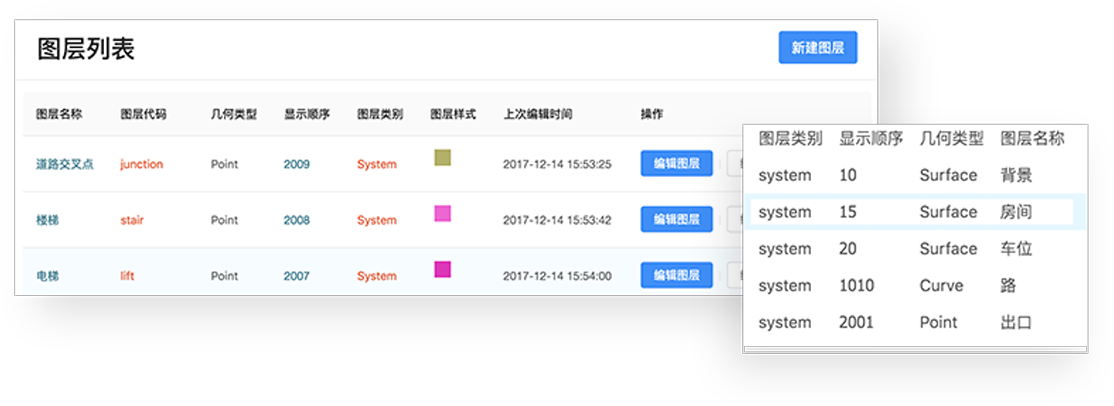 图层列表
新建图层
图层名称 图层代码 几何类型 显示顺序 图层类别 图层样式 上次编辑时间 操作
道路交叉点 junction Point 2009 System 2017-12-14 15:53:25 编辑图层
楼梯 stair Point 2008 System 2017-12-14 15:53:42 编辑图层
电梯 lift Point 2007 System 2017-12-14 15:54:00 编辑图层
图层类别 显示顺序 几何类型 图层名称
system 10 Surface 背景
system 15 Surface 房间
system 20 Surface 车位
system 1010 Curve 路
system 2001 Point 出口